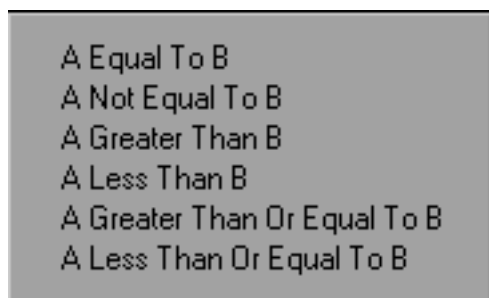 A Equal To B
A Not Equal To B
A Greater Than B
A Less Than B
A Greater Than Or Equal To B
A Less Than Or Equal To B